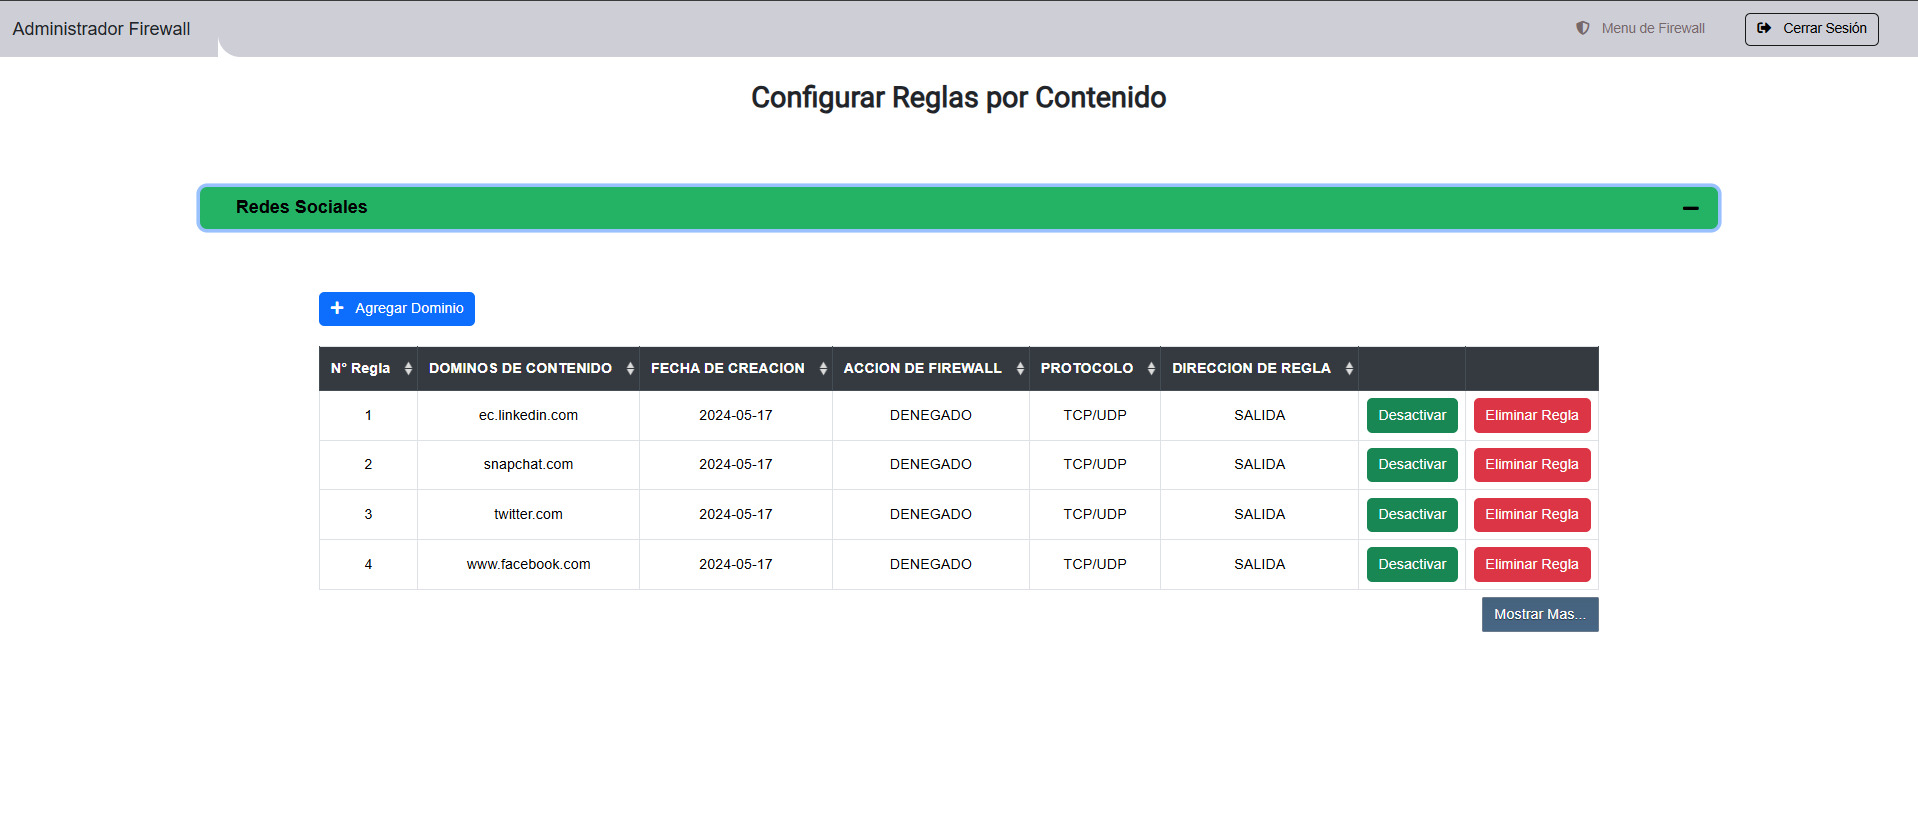 Administrador Firewall
Menu de Firewall
Cerrar Sesión
Configurar Reglas por Contenido
Redes Sociales
Agregar Dominio
N° Regla DOMINOS DE CONTENIDO FECHA DE CREACION ACCION DE FIREWALL PROTOCOLO DIRECCION DE REGLA
1 ec.linkedin.com 2024-05-17 DENEGADO TCP/UDP SALIDA Desactivar Eliminar Regla
2 snapchat.com 2024-05-17 DENEGADO TCP/UDP SALIDA Desactivar Eliminar Regla
3 twitter.com 2024-05-17 DENEGADO TCP/UDP SALIDA Desactivar Eliminar Regla
4 www.facebook.com 2024-05-17 DENEGADO TCP/UDP SALIDA Desactivar Eliminar Regla
Mostrar Mas...